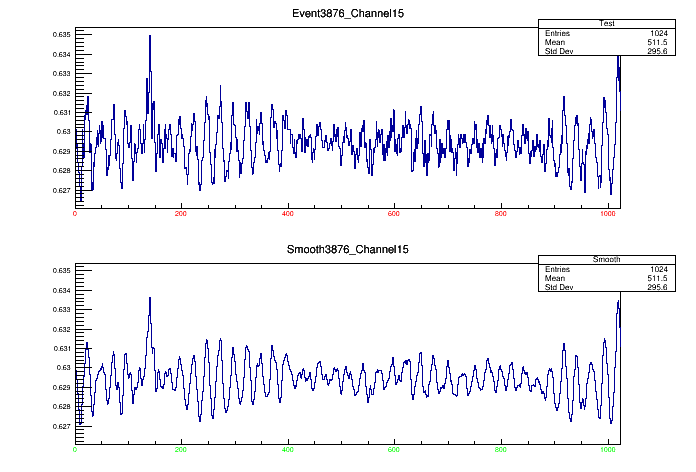 Event3876_Channel15
Test
Entries 1024
Mean 511.5
Std Dev 295.6
0.635
0.634
0.633
0.632
0.631
0.63
0.629
0.628
0.627
0 200 400 600 800 1000
Smooth3876_Channel15
Smooth
Entries 1024
Mean 511.5
Std Dev 295.6
0.635
0.634
0.633
0.632
0.631
0.63
0.629
0.628
0.627
0 200 400 600 800 1000